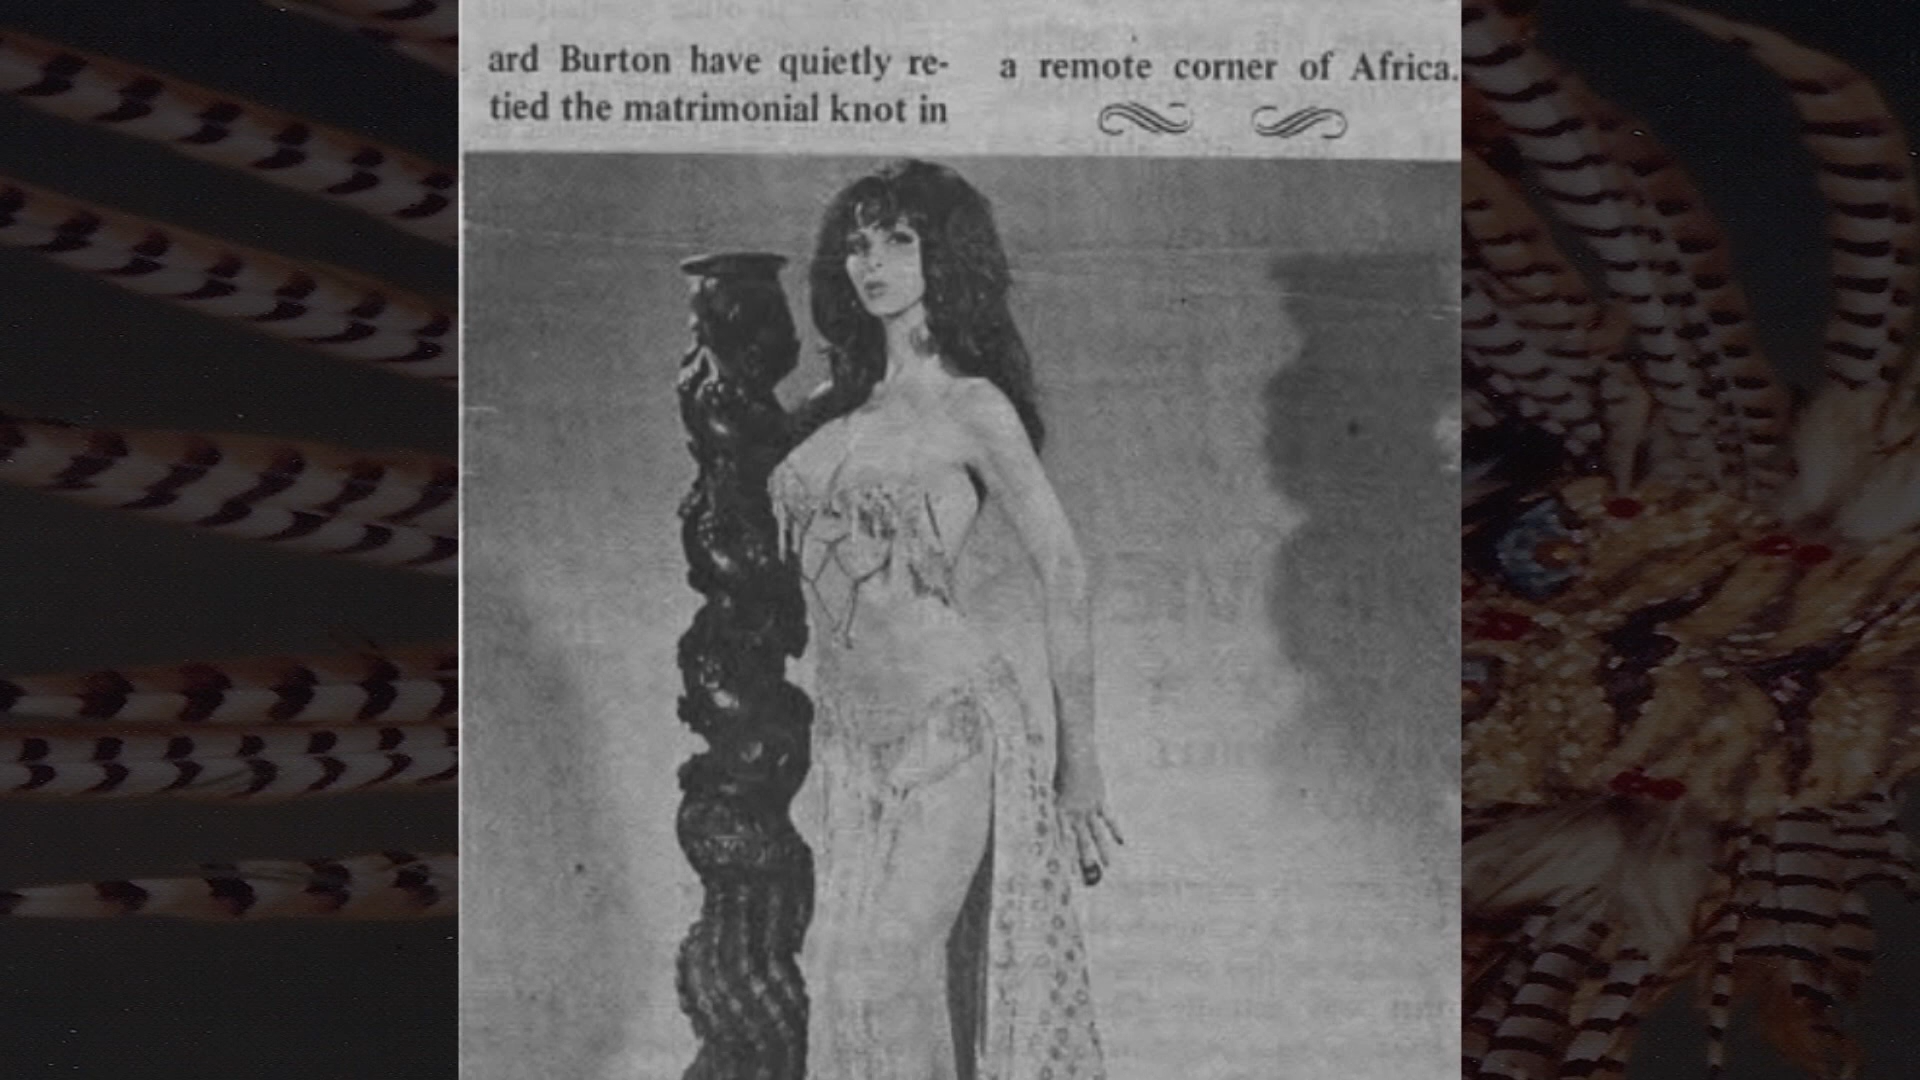 ard Burton have quietly re-
tied the matrimonial knot in
a remote corner of Africa.